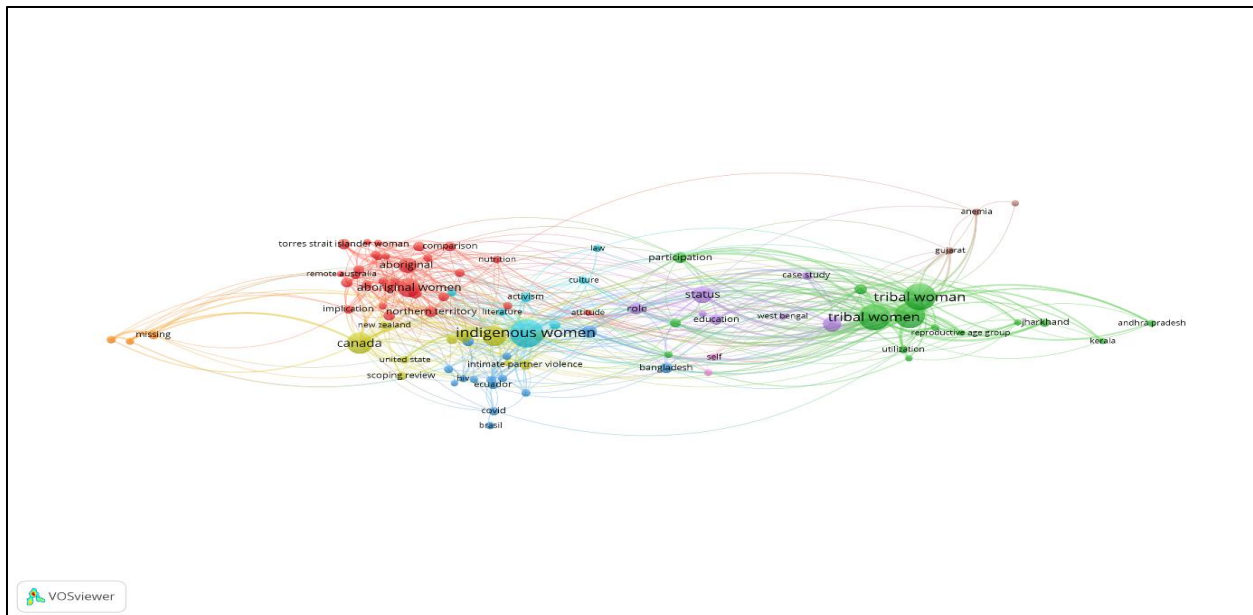 anemia
torres strait islander woman
comparison
law
gujarat
nutrition
participation
aboriginal
remote australia
case study
culture
aboriginal women
activism
status
tribal woman
implication
northern territory
literature
attitude
role
west bengal
tribal women
new zealand
education
jharkhand
andhra pradesh
missing
canada
indigenous women
reproductive age group
kerala
utilization
united state
intimate partner violence
self
bangladesh
scoping review
hiv
ecuador
covid
brasil
VOSviewer